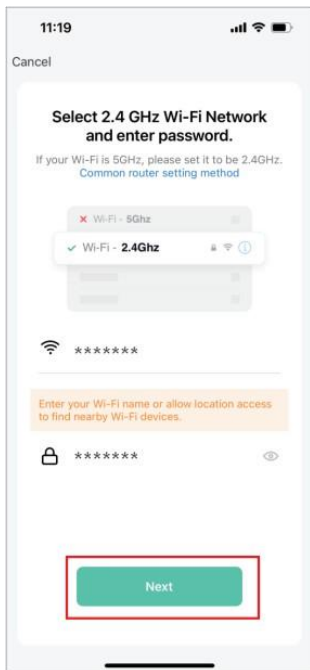 11:19
Cancel
Select 2.4 GHz Wi-Fi Network
and enter password.
If your Wi-Fi is 5GHz, please set it to be 2.4GHz.
Common router setting method
Wi-Fi - 5Ghz
Wi-Fi - 2.4Ghz
*******
Enter your Wi-Fi name or allow location access
to find nearby Wi-Fi devices.
*******
Next